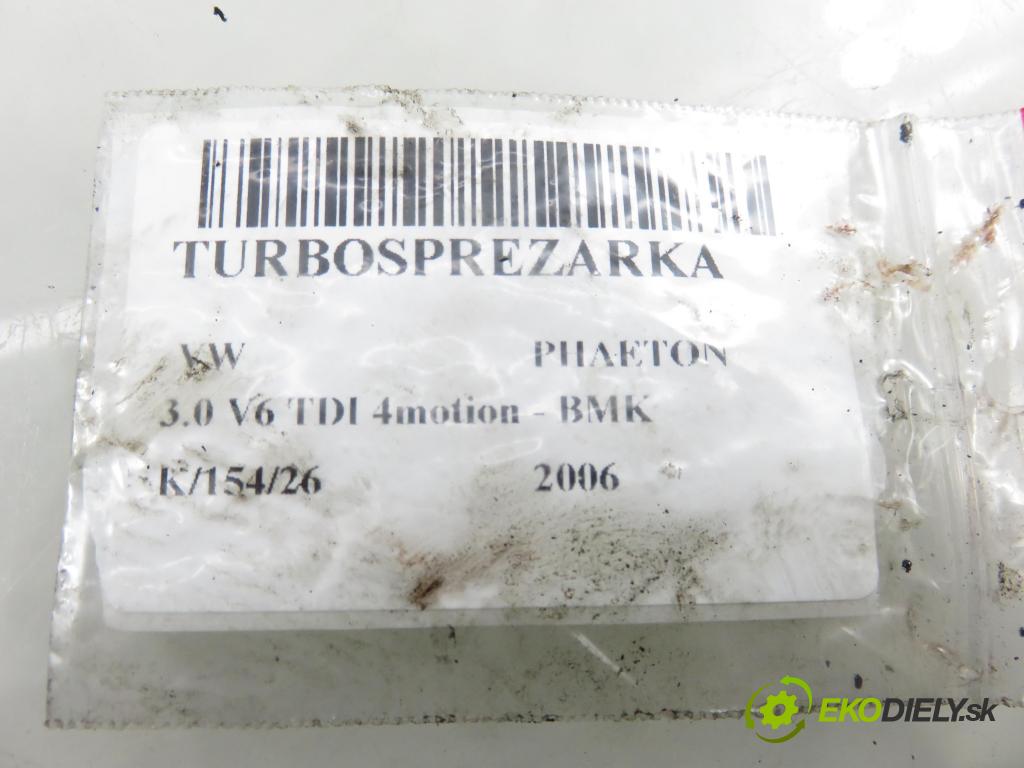 TURBOSPREZARKA
VW PHAETON
3.0 V6 TDI 4motion - BMK
K/154/26 2006
EKODIELY.sk